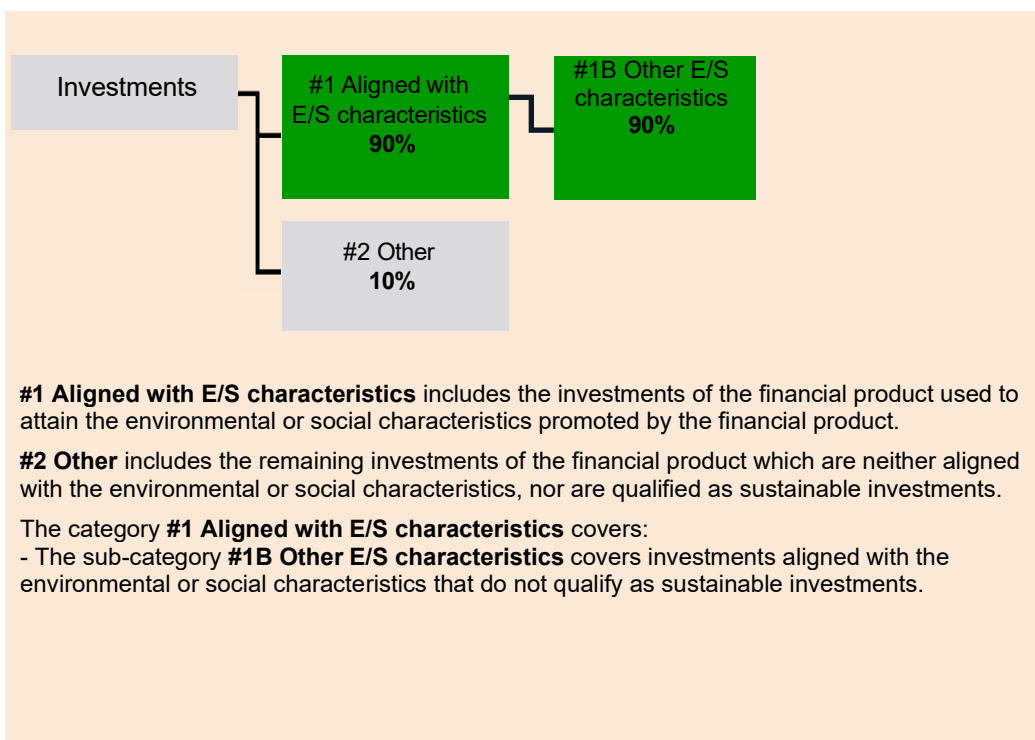 Investments
#1 Aligned with
E/S characteristics
90%
#1B Other E/S
characteristics
90%
#2 Other
10%
#1 Aligned with E/S characteristics includes the investments of the financial product used to
attain the environmental or social characteristics promoted by the financial product.
#2 Other includes the remaining investments of the financial product which are neither aligned
with the environmental or social characteristics, nor are qualified as sustainable investments.
The category #1 Aligned with E/S characteristics covers:
- The sub-category #1B Other E/S characteristics covers investments aligned with the
environmental or social characteristics that do not qualify as sustainable investments.